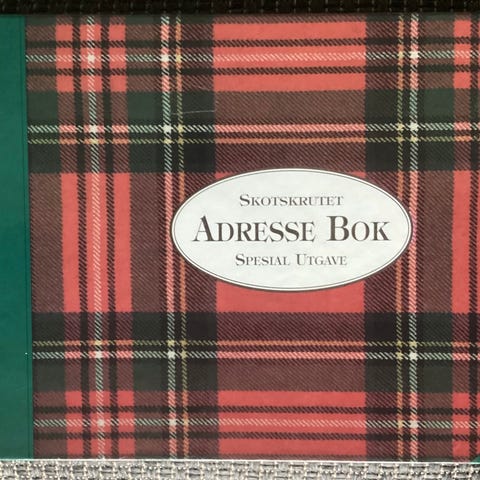 SKOTSKRUTET
ADRESSE BOK
SPESIAL UTGAVE